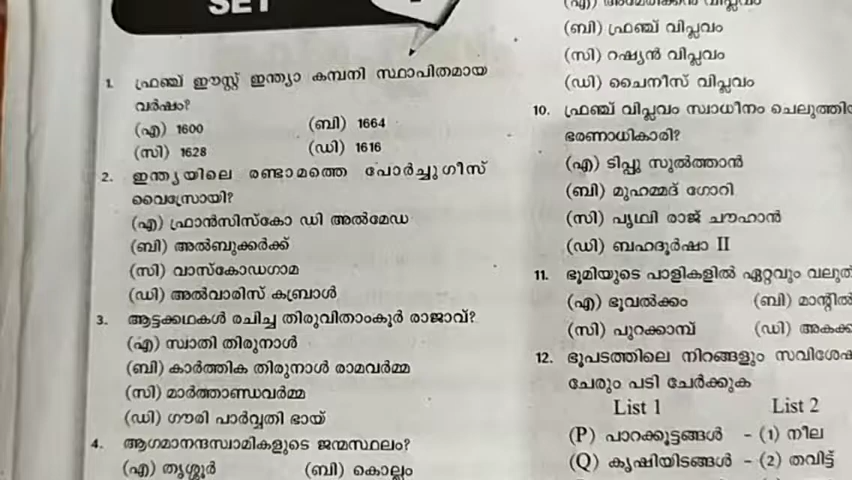 SET
1. ഫ്രഞ്ച് ഈസ്റ്റ് ഇന്ത്യാ കമ്പനി സ്ഥാപിതമായ
വർഷം?
(എ) 1600 (ബി) 1664
(സി) 1628 (ഡി) 1616
2. ഇന്ത്യയിലെ രണ്ടാമത്തെ പോർച്ചുഗീസ്
വൈസ്രോയി?
(എ) ഫ്രാൻസിസ്കോ ഡി അൽമേഡ
(ബി) അൽബുക്കർക്ക്
(സി) വാസ്കോഡഗാമ
(ഡി) അൽവാരിസ് കബ്രാൾ
3. ആട്ടക്കഥകൾ രചിച്ച തിരുവിതാംകൂർ രാജാവ്?
(എ) സ്വാതി തിരുനാൾ
(ബി) കാർത്തിക തിരുനാൾ രാമവർമ്മ
(സി) മാർത്താണ്ഡവർമ്മ
(ഡി) ഗൗരി പാർവ്വതി ഭായ്
4. ആഗമാനന്ദസ്വാമികളുടെ ജന്മസ്ഥലം?
(എ) തൃശ്ശൂർ (ബി) കൊല്ലം
(എ) അമേരിക്കൻ വിപ്ലവം
(ബി) ഫ്രഞ്ച് വിപ്ലവം
(സി) റഷ്യൻ വിപ്ലവം
(ഡി) ചൈനീസ് വിപ്ലവം
10. ഫ്രഞ്ച് വിപ്ലവം സ്വാധീനം ചെലുത്തിയ
ഭരണാധികാരി?
(എ) ടിപ്പു സുൽത്താൻ
(ബി) മുഹമ്മദ് ഗോറി
(സി) പൃഥ്വി രാജ് ചൗഹാൻ
(ഡി) ബഹദൂർഷാ II
11. ഭൂമിയുടെ പാളികളിൽ ഏറ്റവും
(എ) ഭൂവൽക്കം (ബി)
(സി) പുറക്കാമ്പ് (ഡി)
12. ഭൂപടത്തിലെ നിറങ്ങളും
ചേരും പടി ചേർക്കുക
List 1 List 2
(P) പാറക്കൂട്ടങ്ങൾ - (1) നീല
(Q) കൃഷിയിടങ്ങൾ - (2) തവിട്ട്